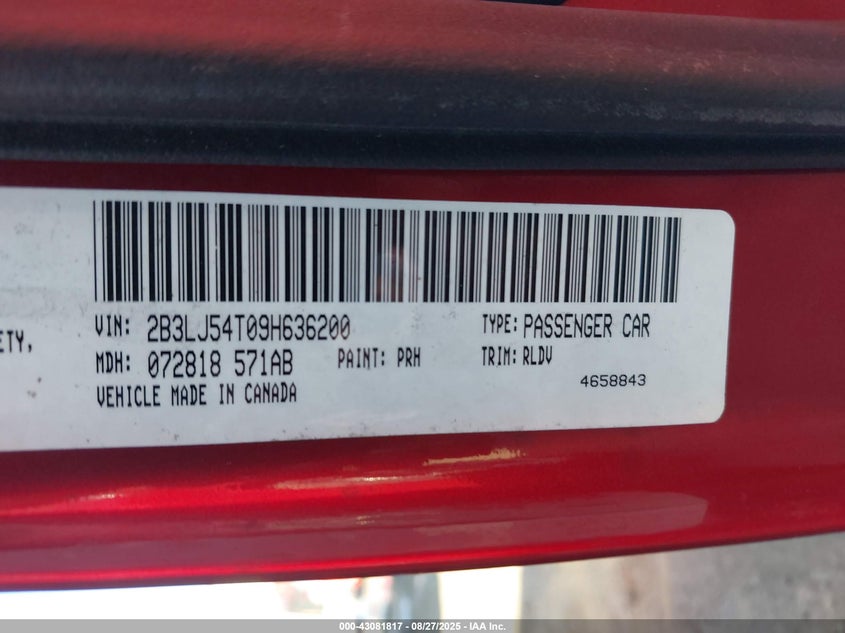 ETY,
VIN: 2B3LJ54T09H636200 TYPE: PASSENGER CAR
MDH: 072818 571AB PAINT: PRH TRIM: RLDV
4658843
VEHICLE MADE IN CANADA
000-43081817 - 08/27/2025 - IAA Inc.